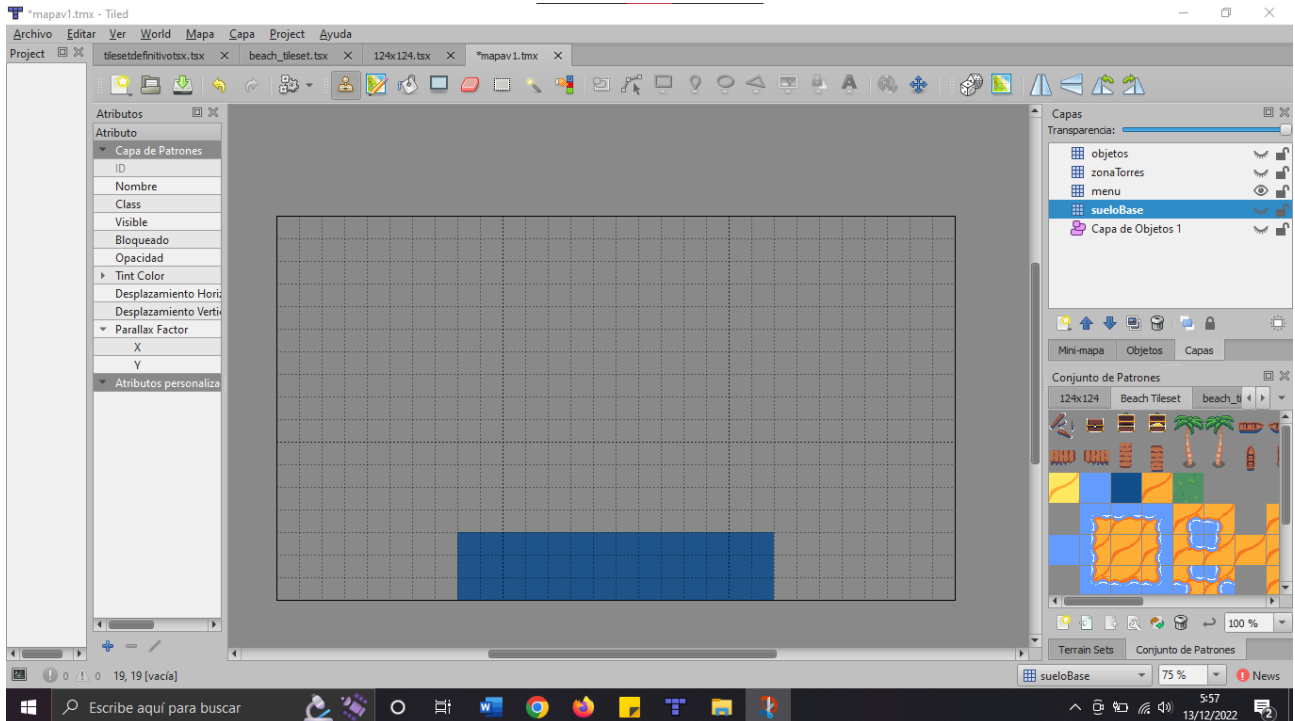 *mapav1.tmx - Tiled
Archivo Editar Ver World Mapa Capa Project Ayuda
Project
tilesetdefinitivotsx.tsx beach_tileset.tsx 124x124.tsx *mapav1.tmx
Atributos
Atributo
Capa de Patrones
ID
Nombre
Class
Visible
Bloqueado
Opacidad
Tint Color
Desplazamiento Horiz
Desplazamiento Vertic
Parallax Factor
X
Y
Atributos personaliza
Capas
Transparencia:
objetos
zonaTorres
menu
sueloBase
Capa de Objetos 1
Mini-mapa Objetos Capas
Conjunto de Patrones
124x124 Beach Tileset beach_ti
100 %
Terrain Sets Conjunto de Patrones
0 0 19, 19 [vacía]
sueloBase 75 % News
Escribe aquí para buscar
5:57
13/12/2022
2